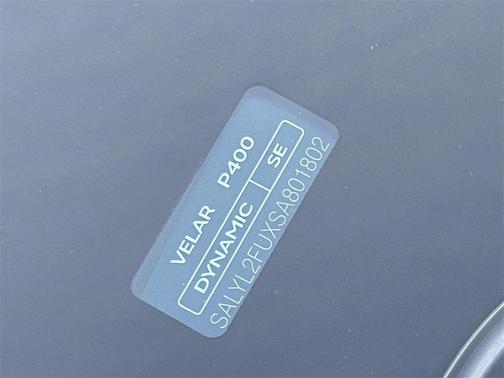 VELAR P400
DYNAMIC SE
SALYL2FUXSA801802